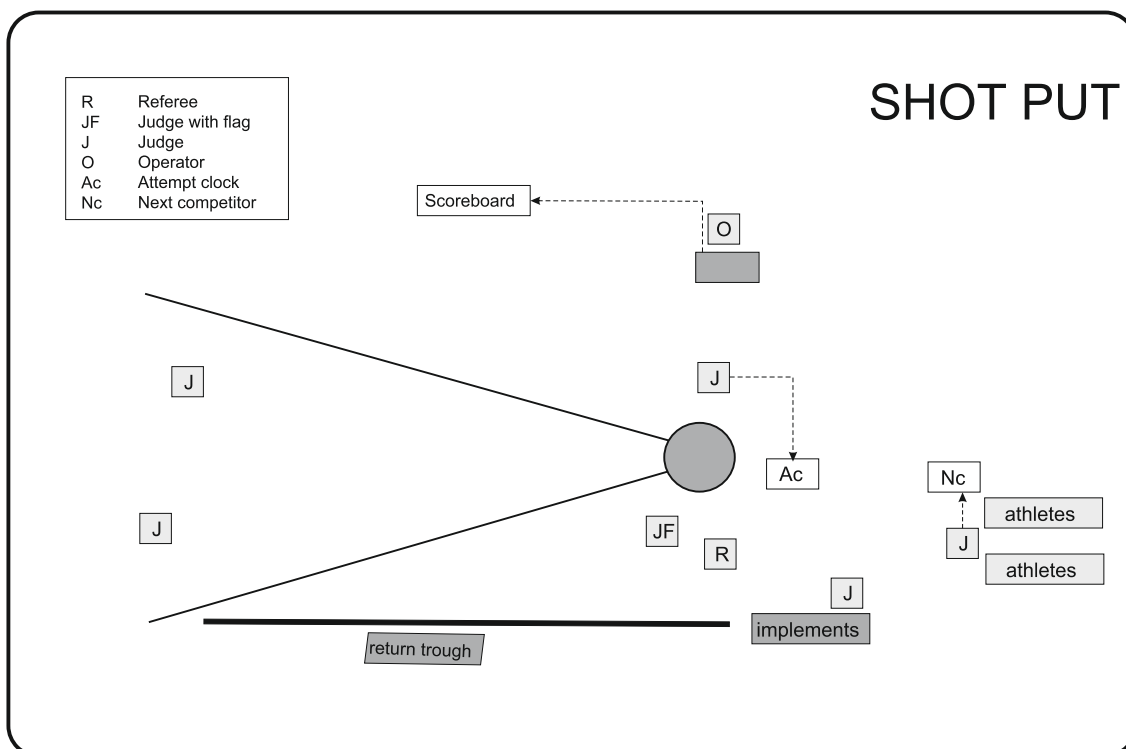 SHOT PUT
R Referee
JF Judge with flag
J Judge
O Operator
Ac Attempt clock
Nc Next competitor
Scoreboard
O
J
J
Ac
Nc
athletes
J
JF
J
R
athletes
J
implements
return trough